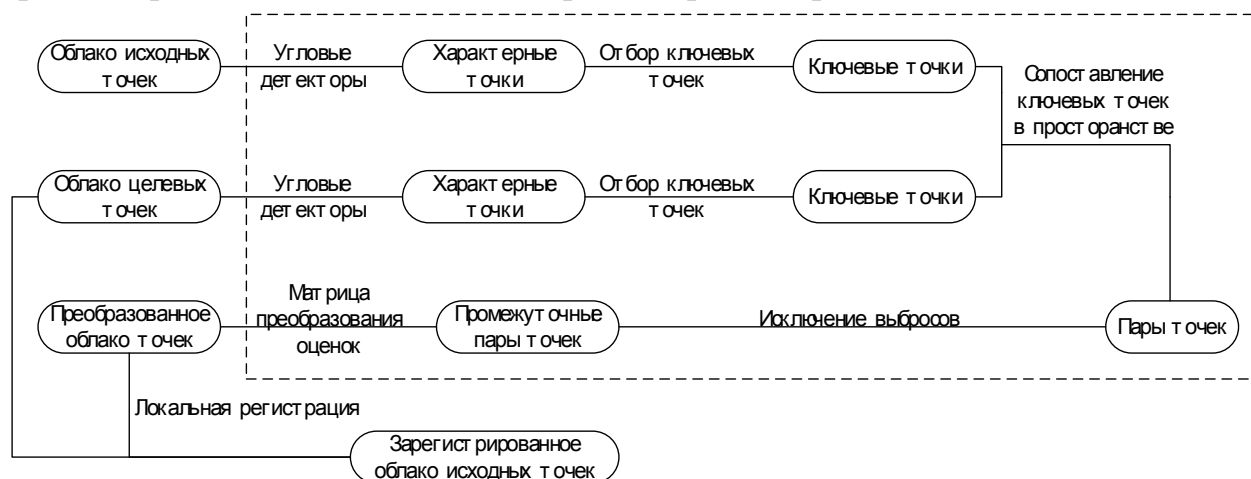 Облако исходных
точек
Угловые
детекторы
Характерные
точки
Отбор ключевых
точек
Ключевые точки
Сопоставление
ключевых точек
в пространстве
Облако целевых
точек
Угловые
детекторы
Характерные
точки
Отбор ключевых
точек
Ключевые точки
Преобразованное
облако точек
Матрица
преобразования
оценок
Промежуточные
пары точек
Исключение выбросов
Пары точек
Локальная регистрация
Зарегистрированное
облако исходных точек